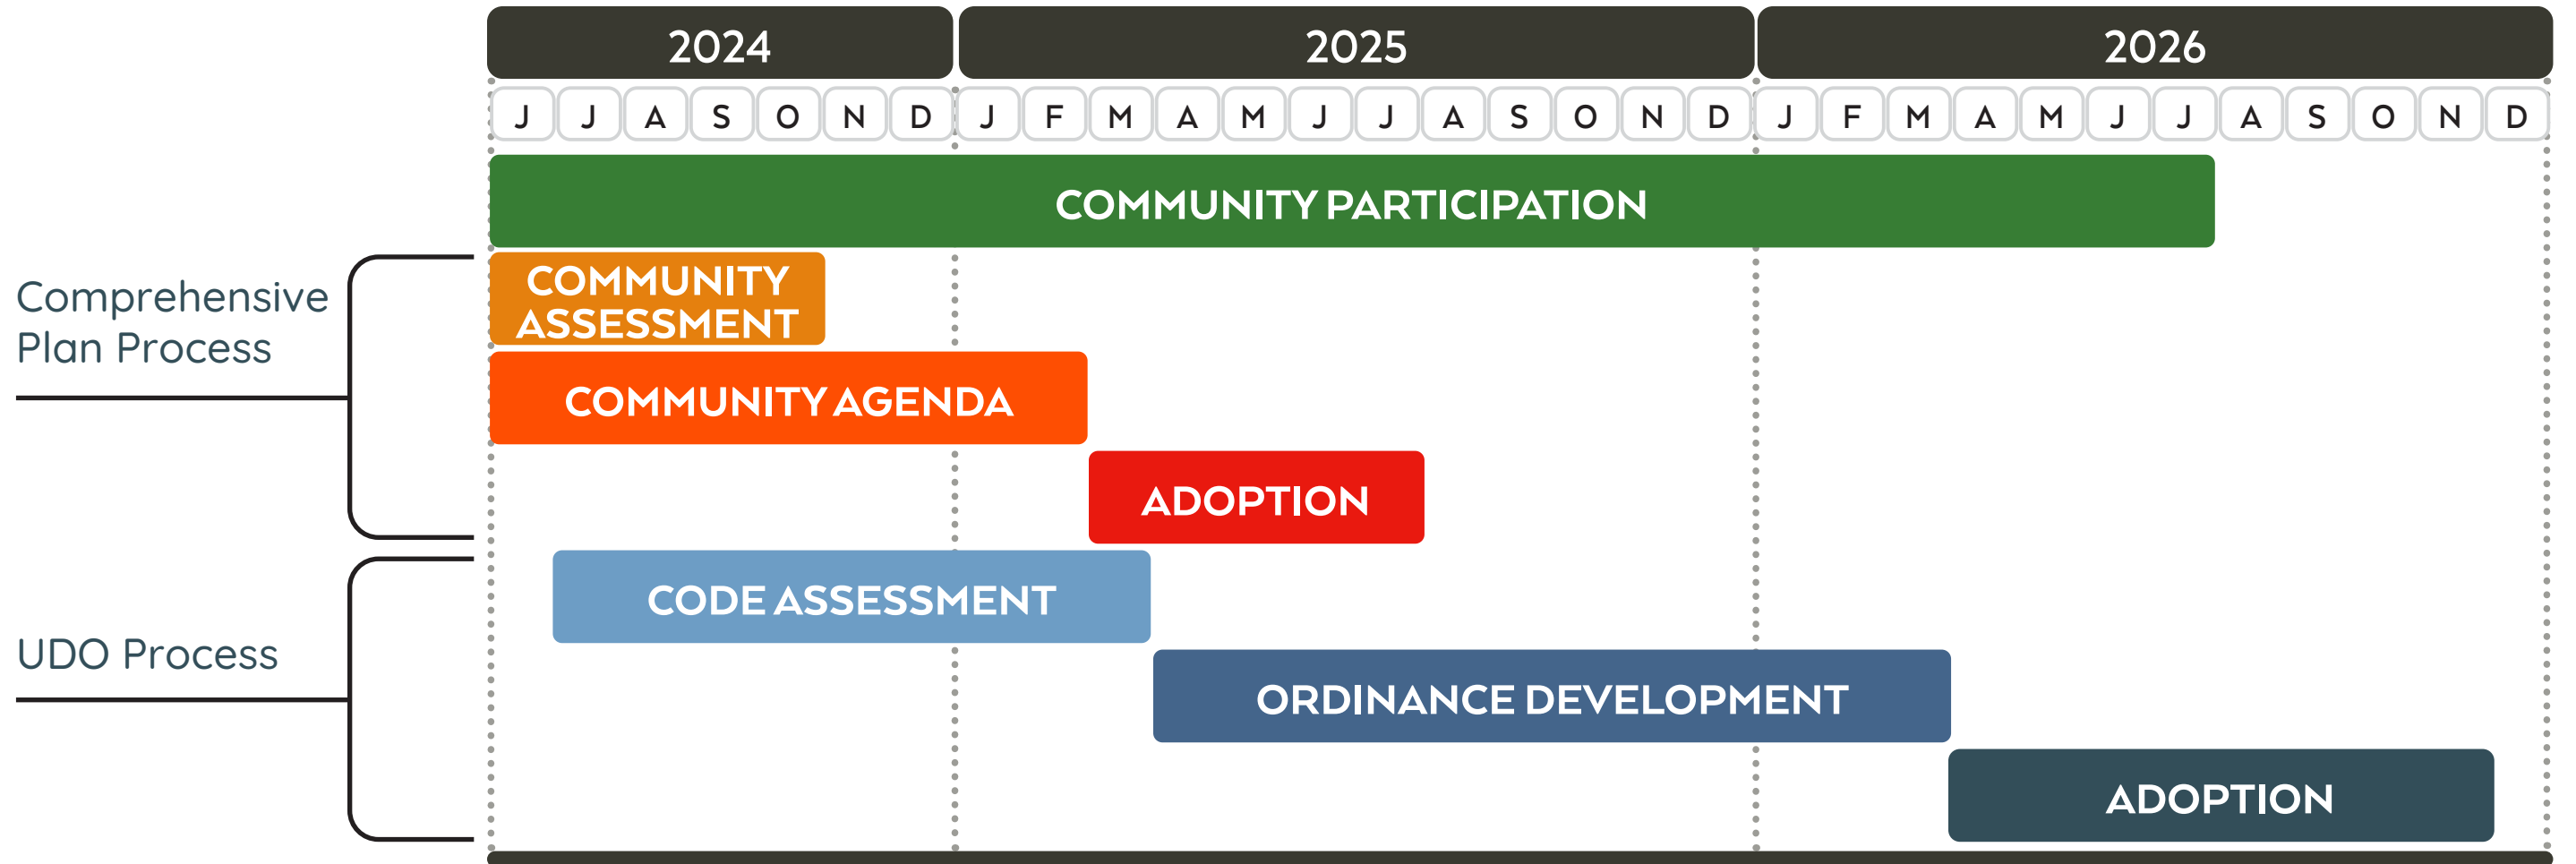 2024 2025 2026
J J A S O N D J F M A M J J A S O N D J F M A M J J A S O N D
COMMUNITY PARTICIPATION
Comprehensive
Plan Process
COMMUNITY
ASSESSMENT
COMMUNITY AGENDA
ADOPTION
UDO Process
CODE ASSESSMENT
ORDINANCE DEVELOPMENT
ADOPTION